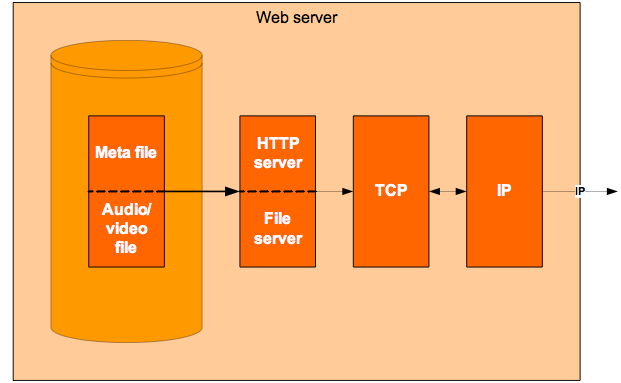 Web server
Meta file
Audio/
video
file
HTTP
server
File
server
TCP
IP
IP